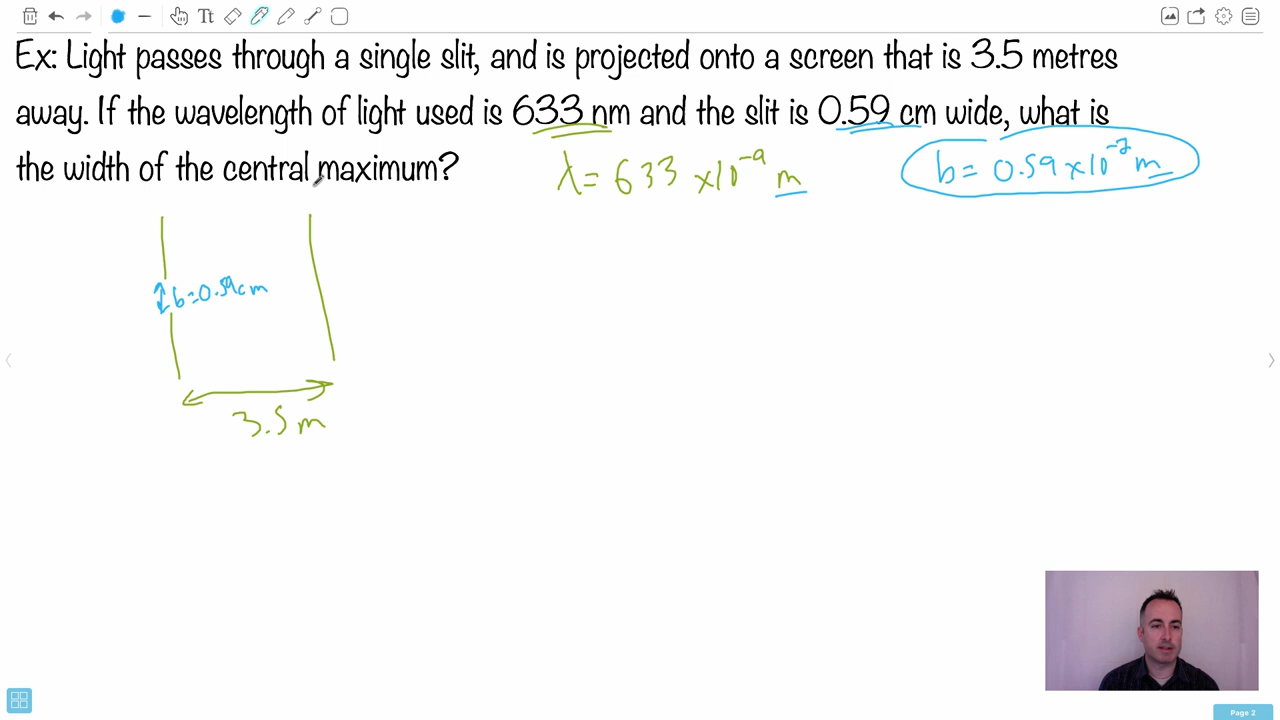 Tt
Ex: Light passes through a single slit, and is projected onto a screen that is 3.5 metres
away. If the wavelength of light used is 633 nm and the slit is 0.59 cm wide, what is
the width of the central maximum?
λ = 633 x10⁻⁹ m
b = 0.59 x10⁻² m
b=0.59cm
3.5 m
Page 2